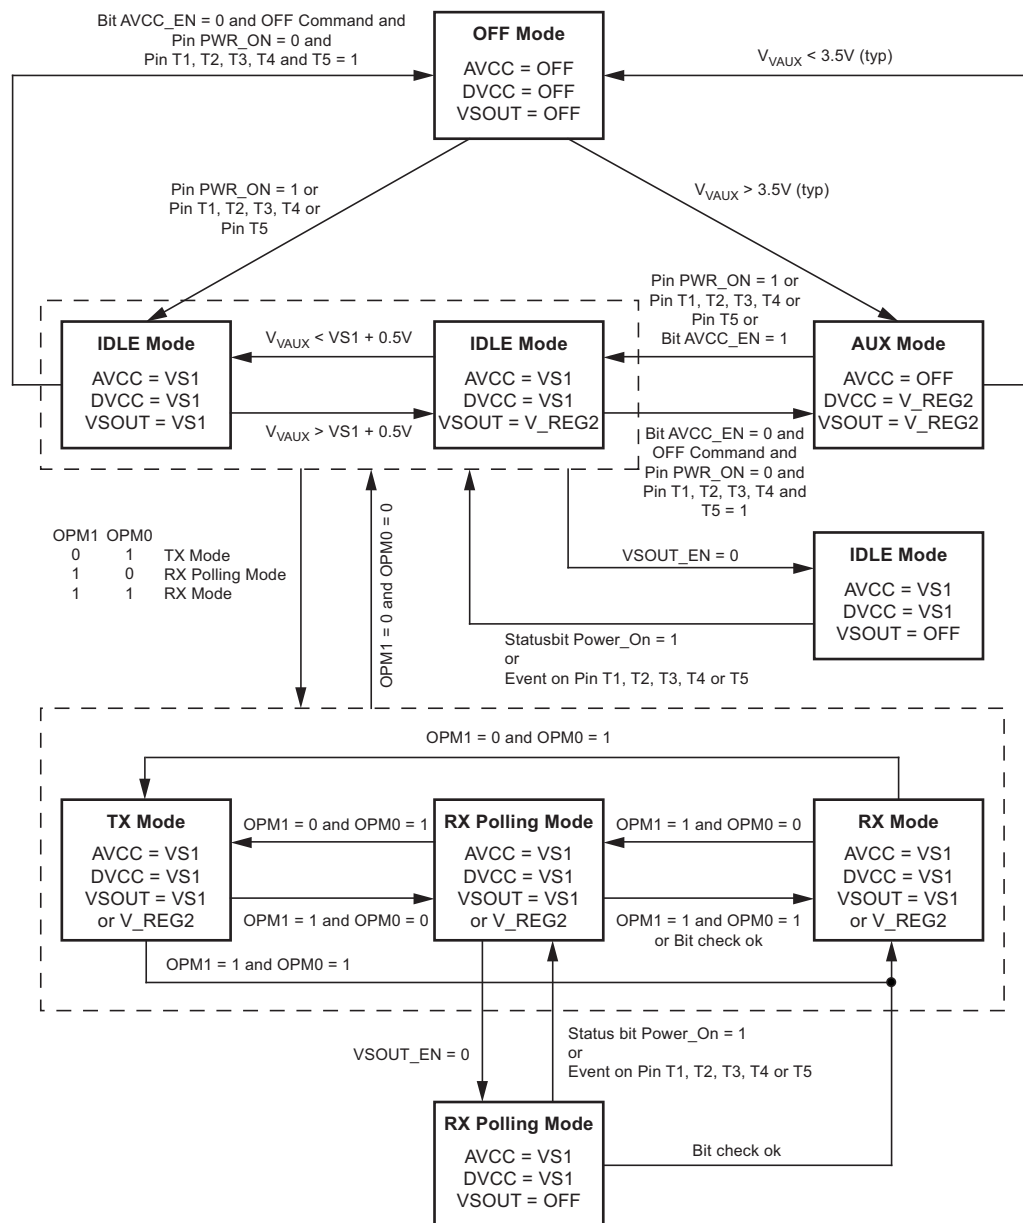 Bit AVCC_EN = 0 and OFF Command and
Pin PWR_ON = 0 and
Pin T1, T2, T3, T4 and T5 = 1
OFF Mode
AVCC = OFF
DVCC = OFF
VSOUT = OFF
VVAUX < 3.5V (typ)
Pin PWR_ON = 1 or
Pin T1, T2, T3, T4 or
Pin T5
VVAUX > 3.5V (typ)
Pin PWR_ON = 1 or
Pin T1, T2, T3, T4 or
Pin T5 or
Bit AVCC_EN = 1
IDLE Mode
AVCC = VS1
DVCC = VS1
VSOUT = VS1
VVAUX < VS1 + 0.5V
VVAUX > VS1 + 0.5V
IDLE Mode
AVCC = VS1
DVCC = VS1
VSOUT = V_REG2
AUX Mode
AVCC = OFF
DVCC = V_REG2
VSOUT = V_REG2
Bit AVCC_EN = 0 and
OFF Command and
Pin PWR_ON = 0 and
Pin T1, T2, T3, T4 and
T5 = 1
OPM1 OPM0
0 1 TX Mode
1 0 RX Polling Mode
1 1 RX Mode
OPM1 = 0 and OPM0 = 0
VSOUT_EN = 0
IDLE Mode
AVCC = VS1
DVCC = VS1
VSOUT = OFF
Statusbit Power_On = 1
or
Event on Pin T1, T2, T3, T4 or T5
OPM1 = 0 and OPM0 = 1
TX Mode
AVCC = VS1
DVCC = VS1
VSOUT = VS1
or V_REG2
OPM1 = 0 and OPM0 = 1
OPM1 = 1 and OPM0 = 0
RX Polling Mode
AVCC = VS1
DVCC = VS1
VSOUT = VS1
or V_REG2
OPM1 = 1 and OPM0 = 0
OPM1 = 1 and OPM0 = 1
or Bit check ok
RX Mode
AVCC = VS1
DVCC = VS1
VSOUT = VS1
or V_REG2
OPM1 = 1 and OPM0 = 1
VSOUT_EN = 0
Status bit Power_On = 1
or
Event on Pin T1, T2, T3, T4 or T5
RX Polling Mode
AVCC = VS1
DVCC = VS1
VSOUT = OFF
Bit check ok